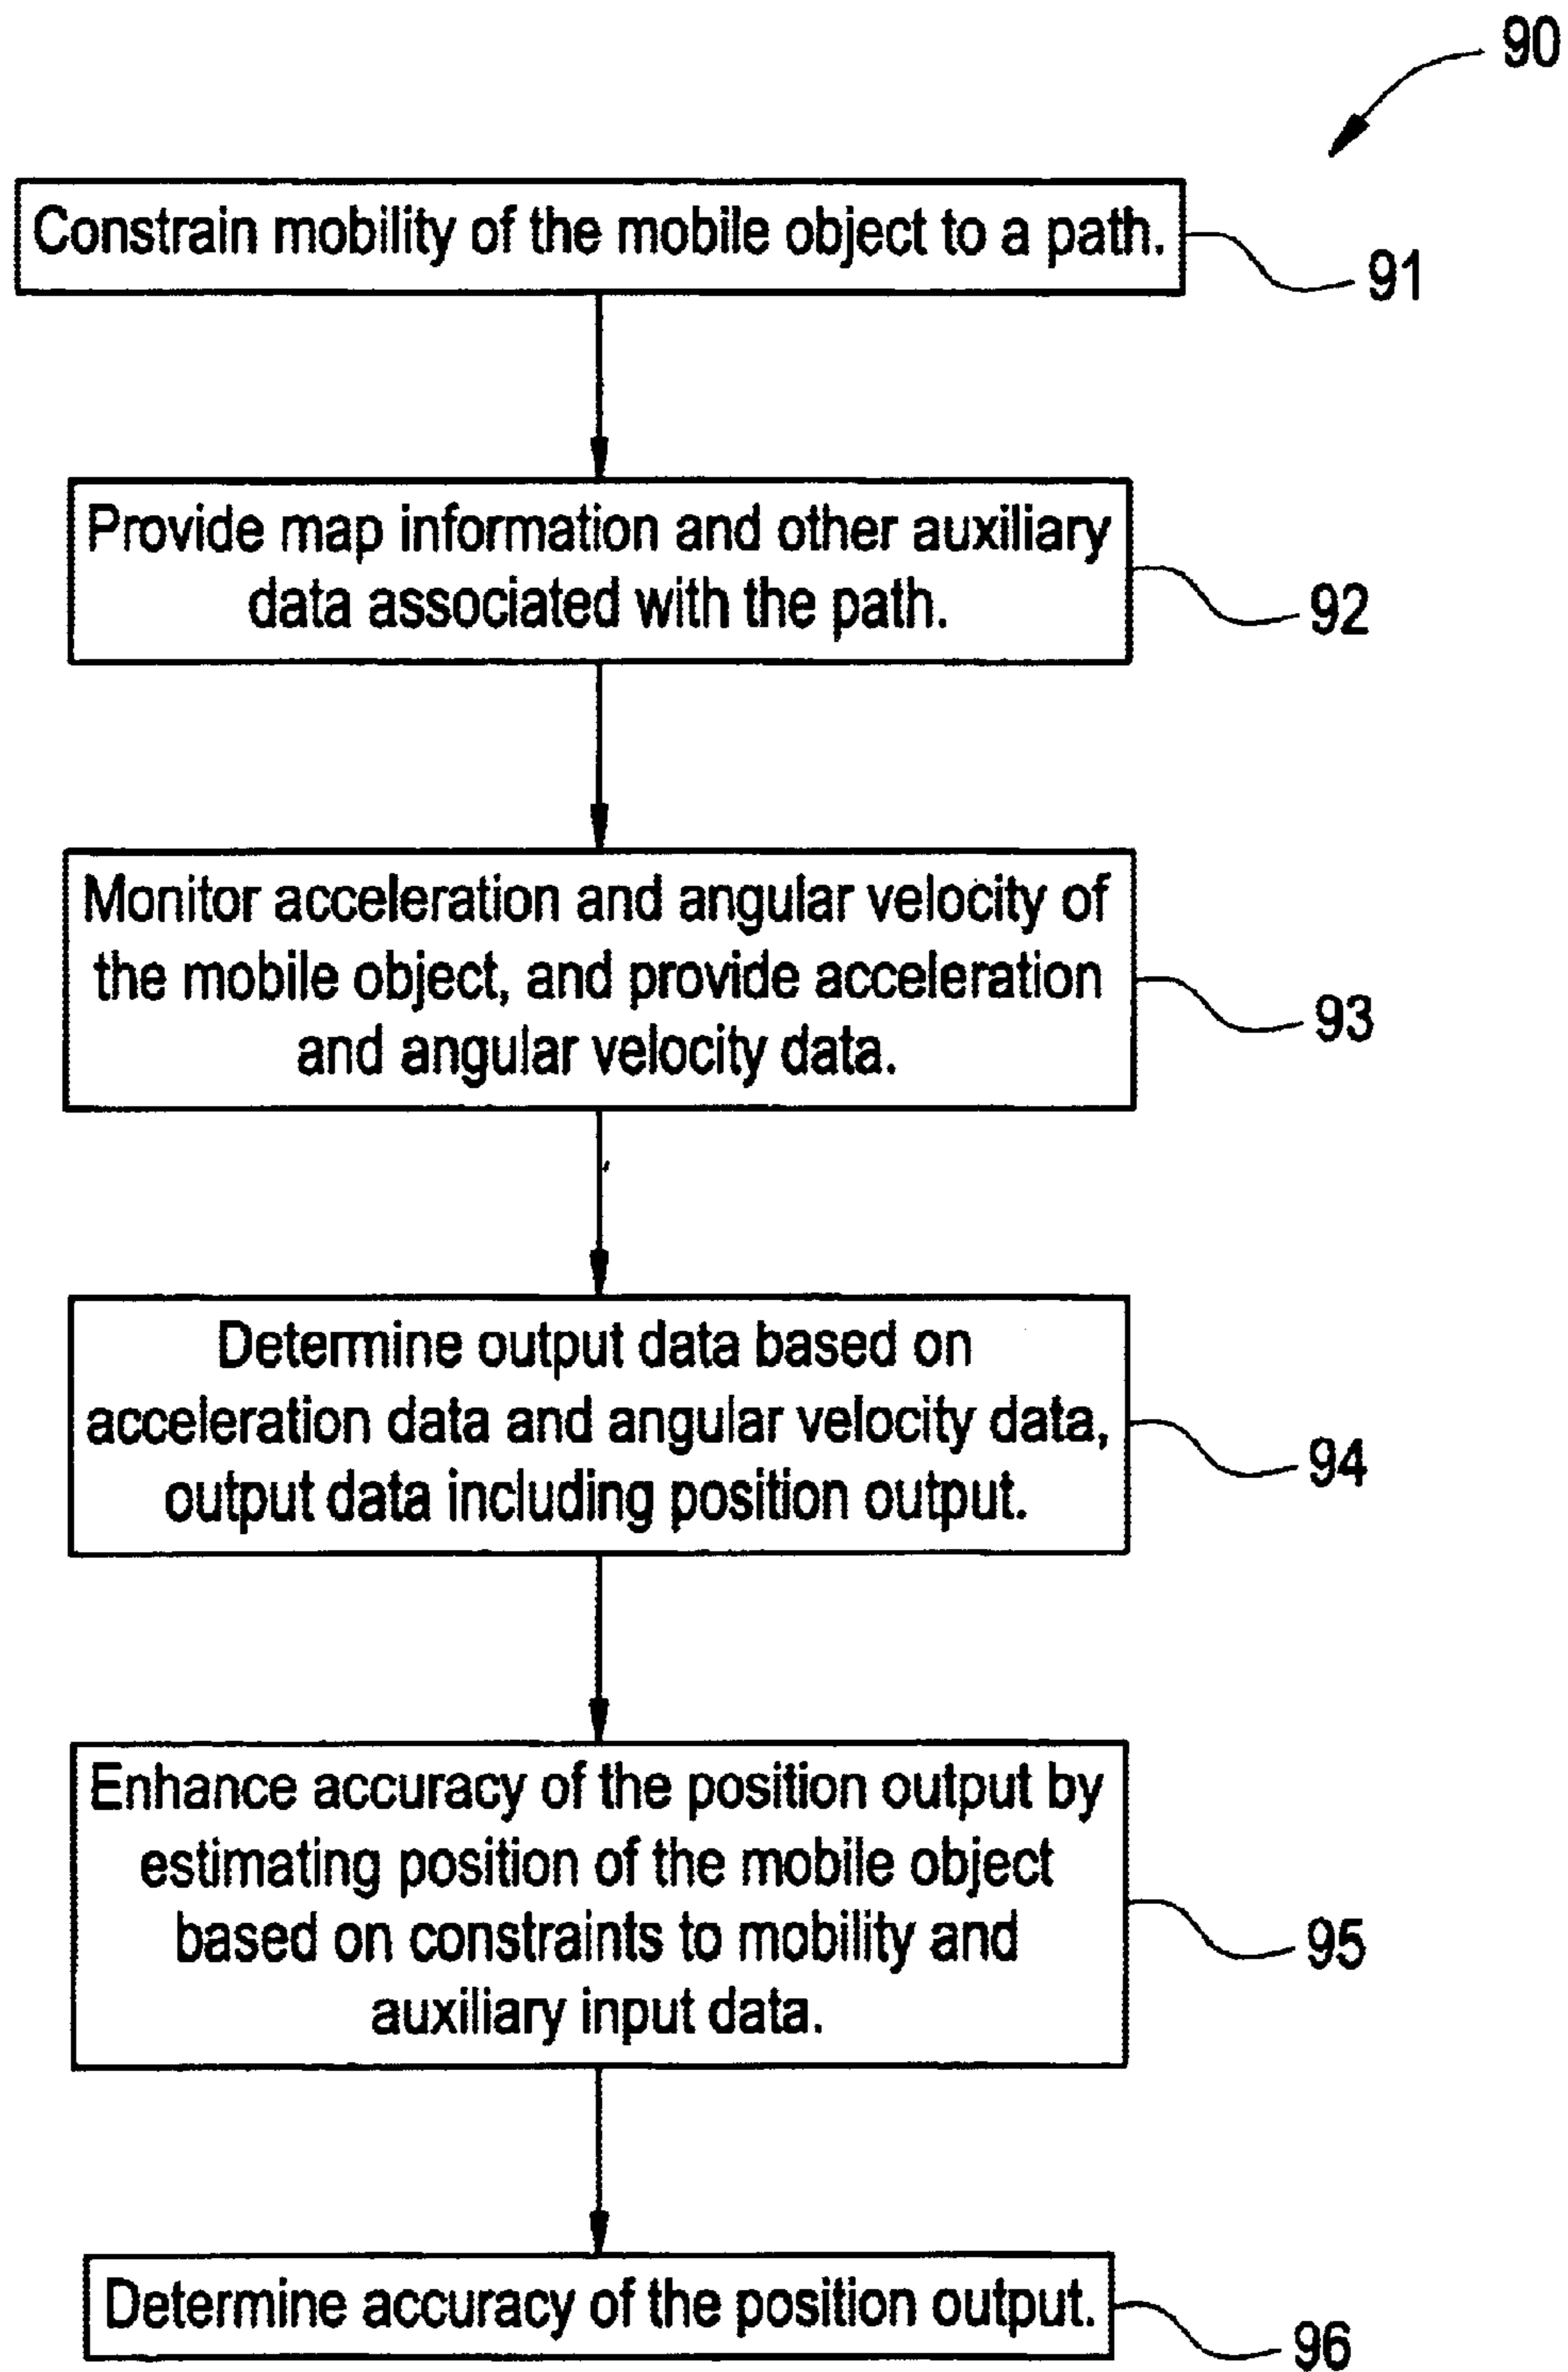 90
Constrain mobility of the mobile object to a path.
91
Provide map information and other auxiliary
data associated with the path.
92
Monitor acceleration and angular velocity of
the mobile object, and provide acceleration
and angular velocity data.
93
Determine output data based on
acceleration data and angular velocity data,
output data including position output.
94
Enhance accuracy of the position output by
estimating position of the mobile object
based on constraints to mobility and
auxiliary input data.
95
Determine accuracy of the position output.
96